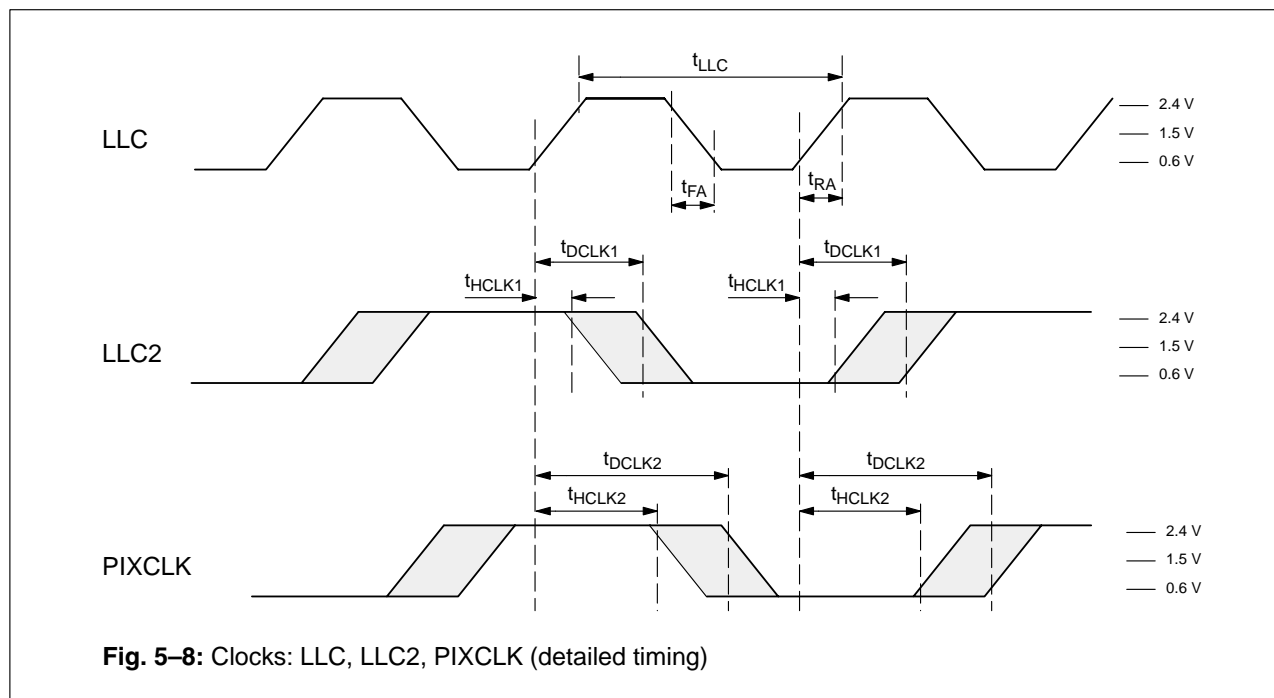 tLLC
LLC
2.4 V
1.5 V
0.6 V
tFA
tRA
tDCLK1
tDCLK1
tHCLK1
tHCLK1
LLC2
2.4 V
1.5 V
0.6 V
tDCLK2
tDCLK2
tHCLK2
tHCLK2
PIXCLK
2.4 V
1.5 V
0.6 V
Fig. 5–8: Clocks: LLC, LLC2, PIXCLK (detailed timing)